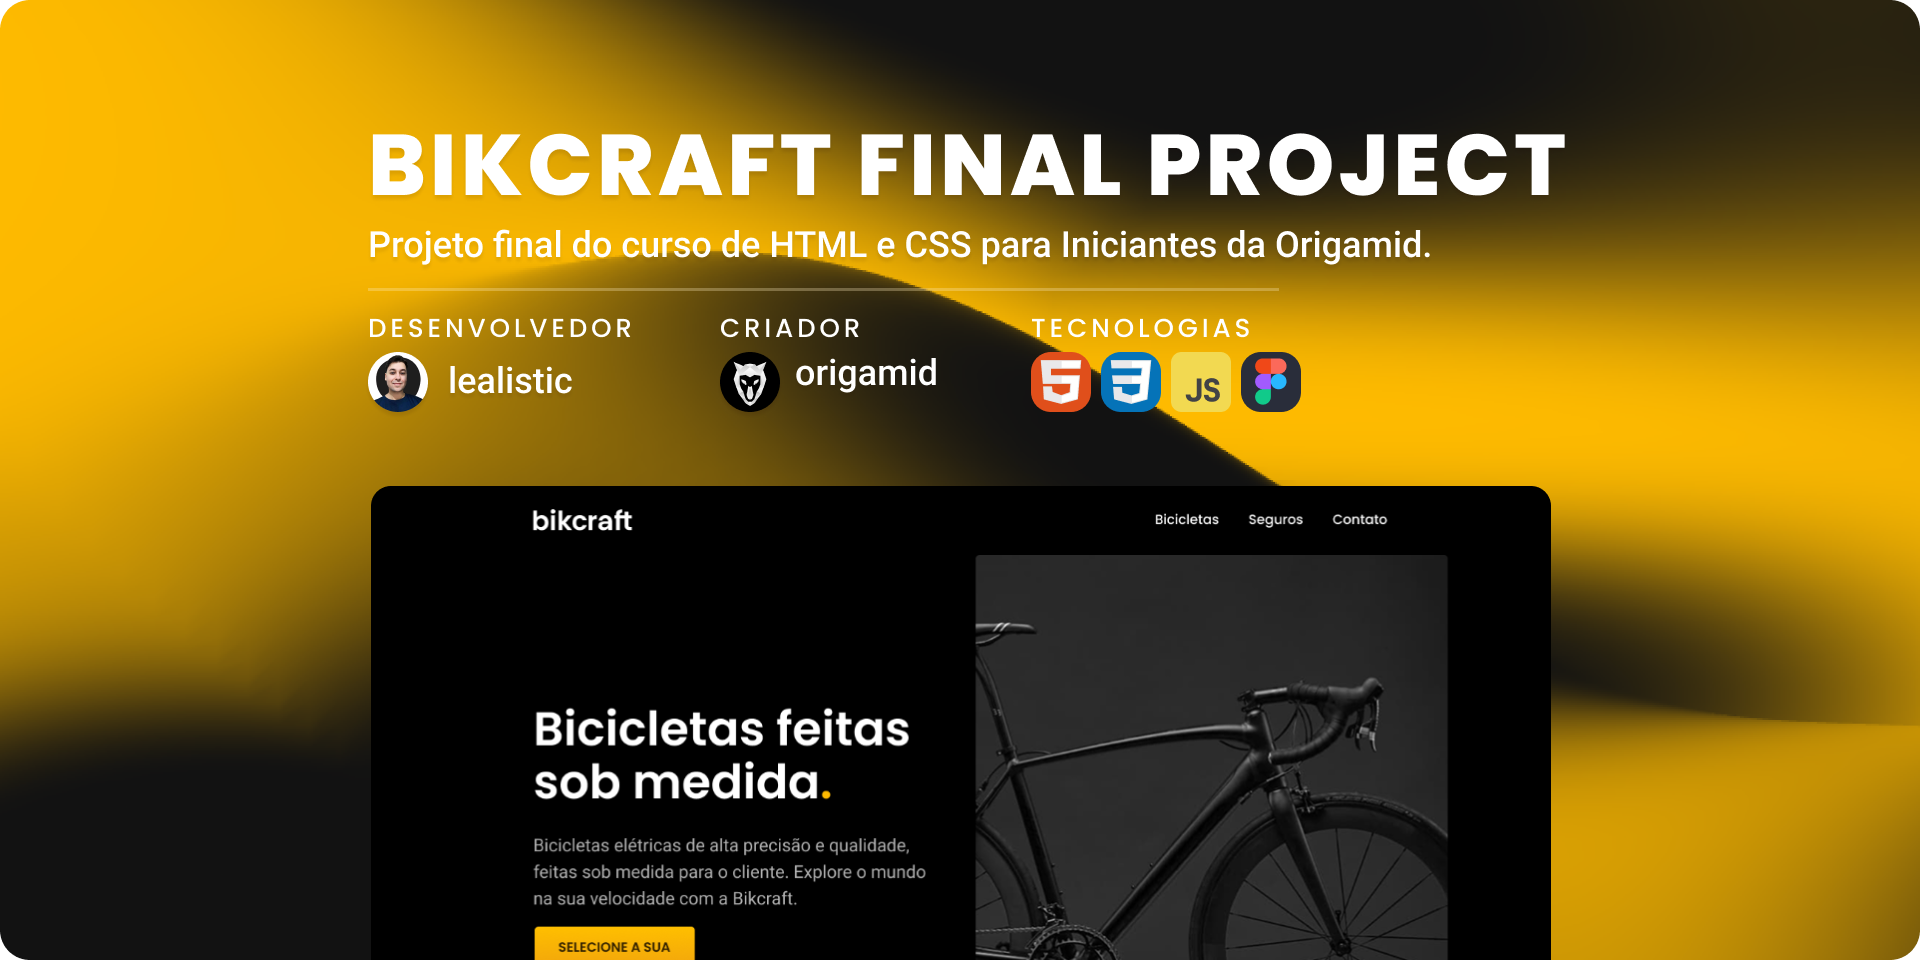 BIKCRAFT FINAL PROJECT
Projeto final do curso de HTML e CSS para Iniciantes da Origamid.
DESENVOLVEDOR
lealistic
CRIADOR
origamid
TECNOLOGIAS
5
3
JS
bikcraft
Bicicletas Seguros Contato
Bicicletas feitas
sob medida.
Bicicletas elétricas de alta precisão e qualidade,
feitas sob medida para o cliente. Explore o mundo
na sua velocidade com a Bikcraft.
SELECIONE A SUA